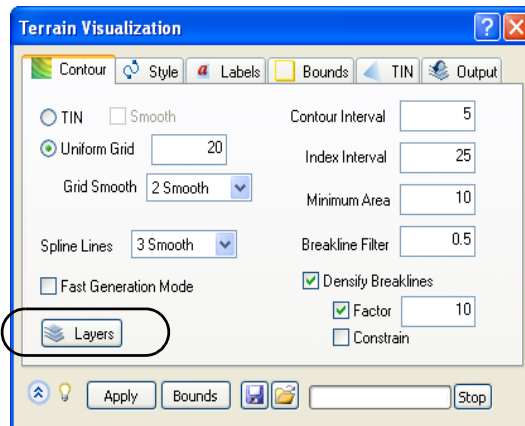 Terrain Visualization
Contour Style a Labels Bounds TIN Output
TIN Smooth
Uniform Grid 20
Grid Smooth 2 Smooth
Spline Lines 3 Smooth
Fast Generation Mode
Layers
Contour Interval 5
Index Interval 25
Minimum Area 10
Breakline Filter 0.5
Densify Breaklines
Factor 10
Constrain
Apply Bounds Stop